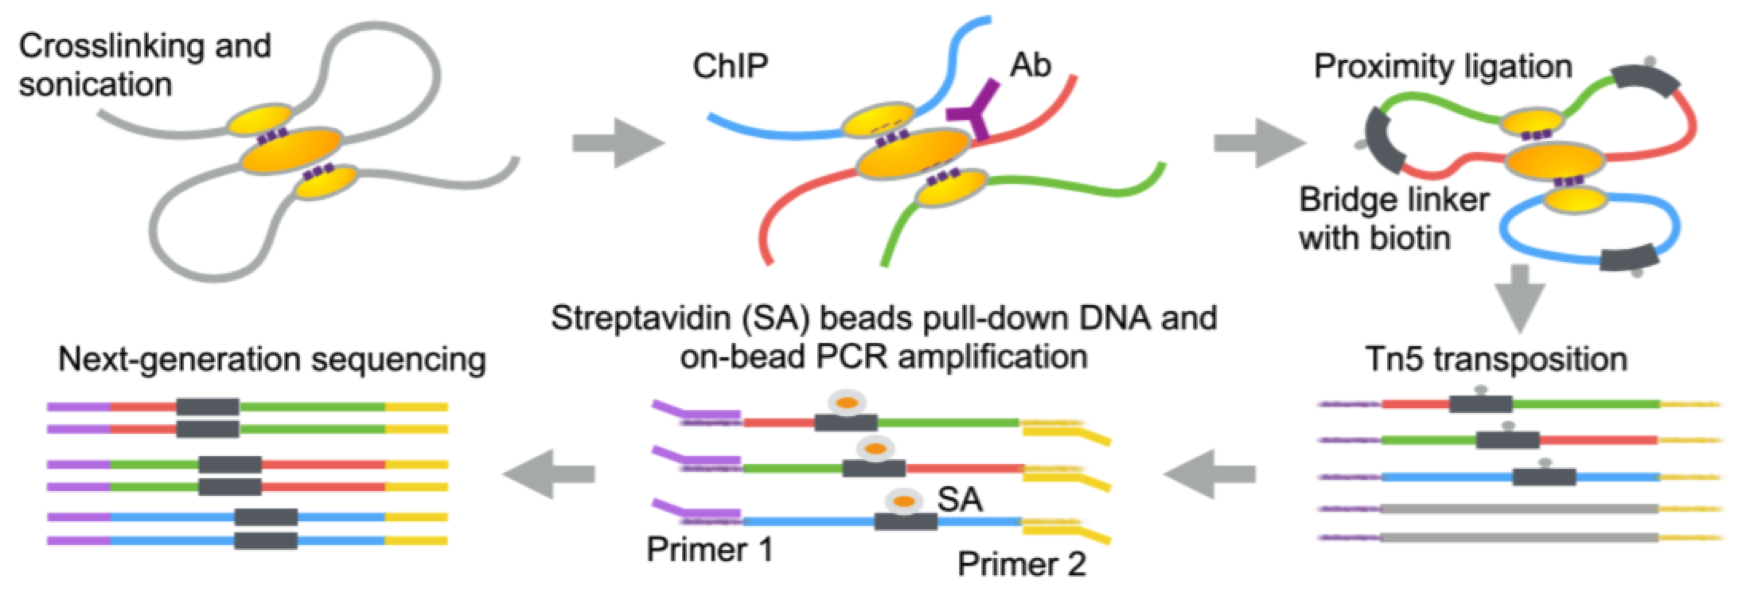 Crosslinking and
sonication
ChIP
Ab
Proximity ligation
Bridge linker
with biotin
Tn5 transposition
Streptavidin (SA) beads pull-down DNA and
on-bead PCR amplification
SA
Primer 1
Primer 2
Next-generation sequencing